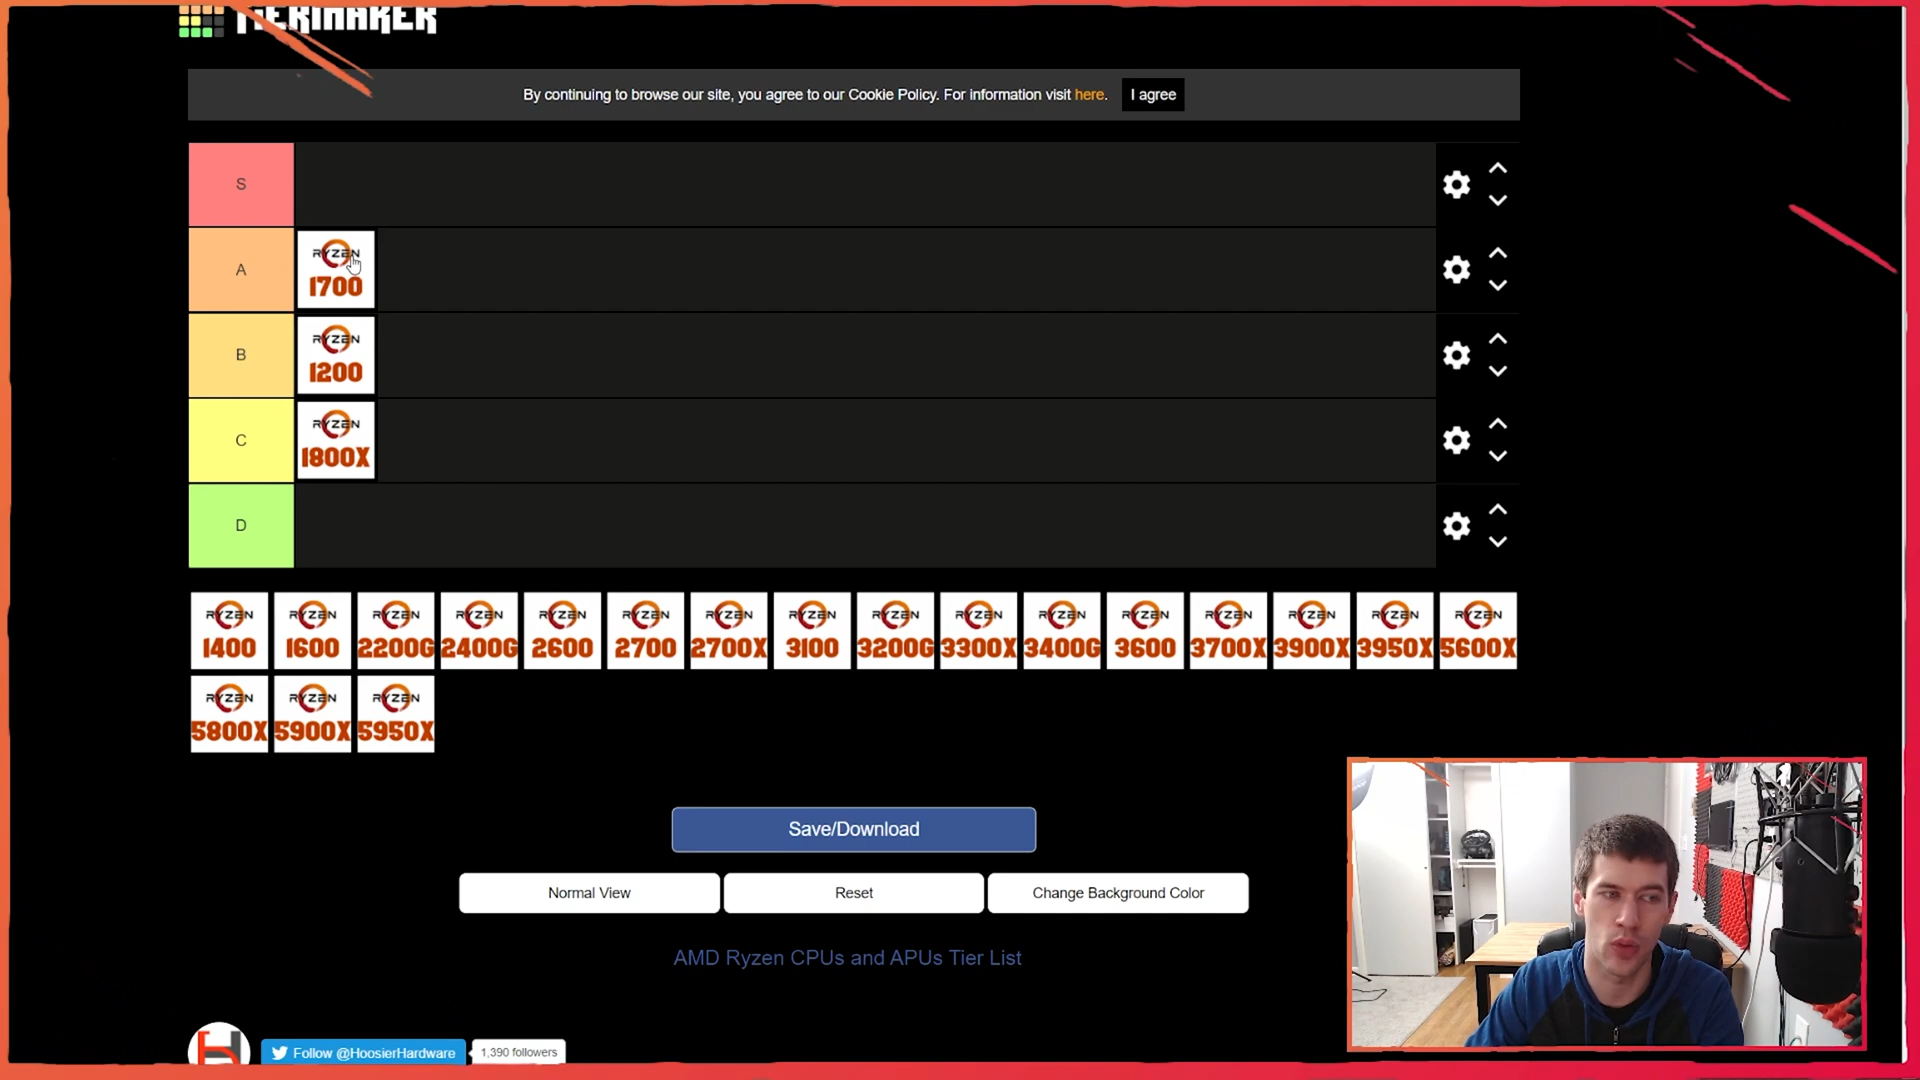 TIERMAKER
By continuing to browse our site, you agree to our Cookie Policy. For information visit here. I agree
S
A RYZEN 1700
B RYZEN 1200
C RYZEN 1800X
D
RYZEN RYZEN RYZEN RYZEN RYZEN RYZEN RYZEN RYZEN RYZEN RYZEN RYZEN RYZEN RYZEN RYZEN RYZEN RYZEN
1400 1600 2200G 2400G 2600 2700 2700X 3100 3200G 3300X 3400G 3600 3700X 3900X 3950X 5600X
RYZEN RYZEN RYZEN
5800X 5900X 5950X
Save/Download
Normal View Reset Change Background Color
AMD Ryzen CPUs and APUs Tier List
Follow @HoosierHardware 1,390 followers